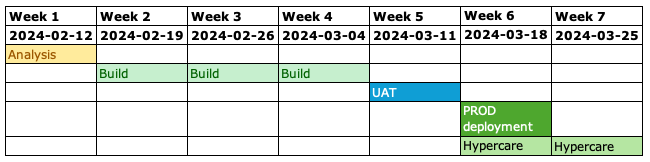 Week 1 Week 2 Week 3 Week 4 Week 5 Week 6 Week 7
2024-02-12 2024-02-19 2024-02-26 2024-03-04 2024-03-11 2024-03-18 2024-03-25
Analysis
Build Build Build
UAT
PROD
deployment
Hypercare Hypercare